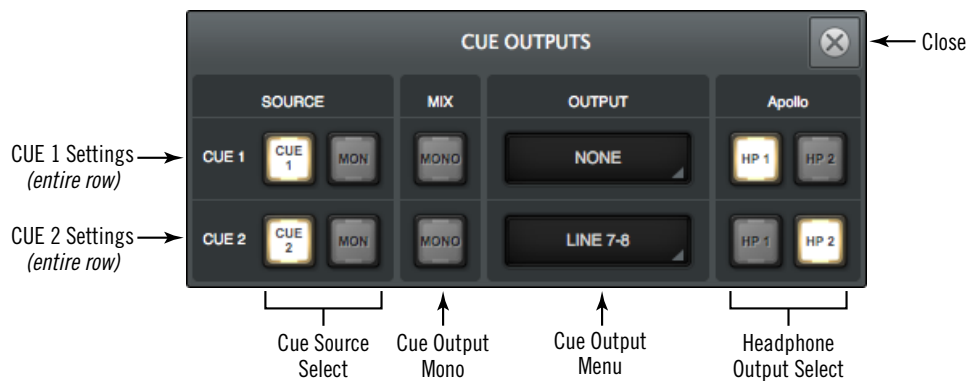 CUE OUTPUTS
Close
SOURCE
MIX
OUTPUT
Apollo
CUE 1 Settings
(entire row)
CUE 1
CUE
1
MON
MONO
NONE
HP 1
HP 2
CUE 2 Settings
(entire row)
CUE 2
CUE
2
MON
MONO
LINE 7-8
HP 1
HP 2
Cue Source
Select
Cue Output
Mono
Cue Output
Menu
Headphone
Output Select